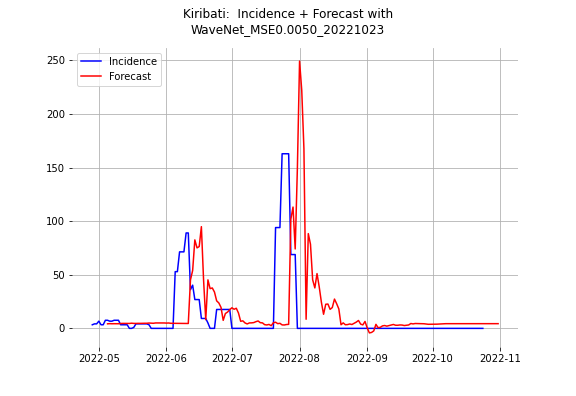 Kiribati:  Incidence + Forecast with
WaveNet_MSE0.0050_20221023
Incidence
Forecast
250
200
150
100
50
0
2022-05 2022-06 2022-07 2022-08 2022-09 2022-10 2022-11